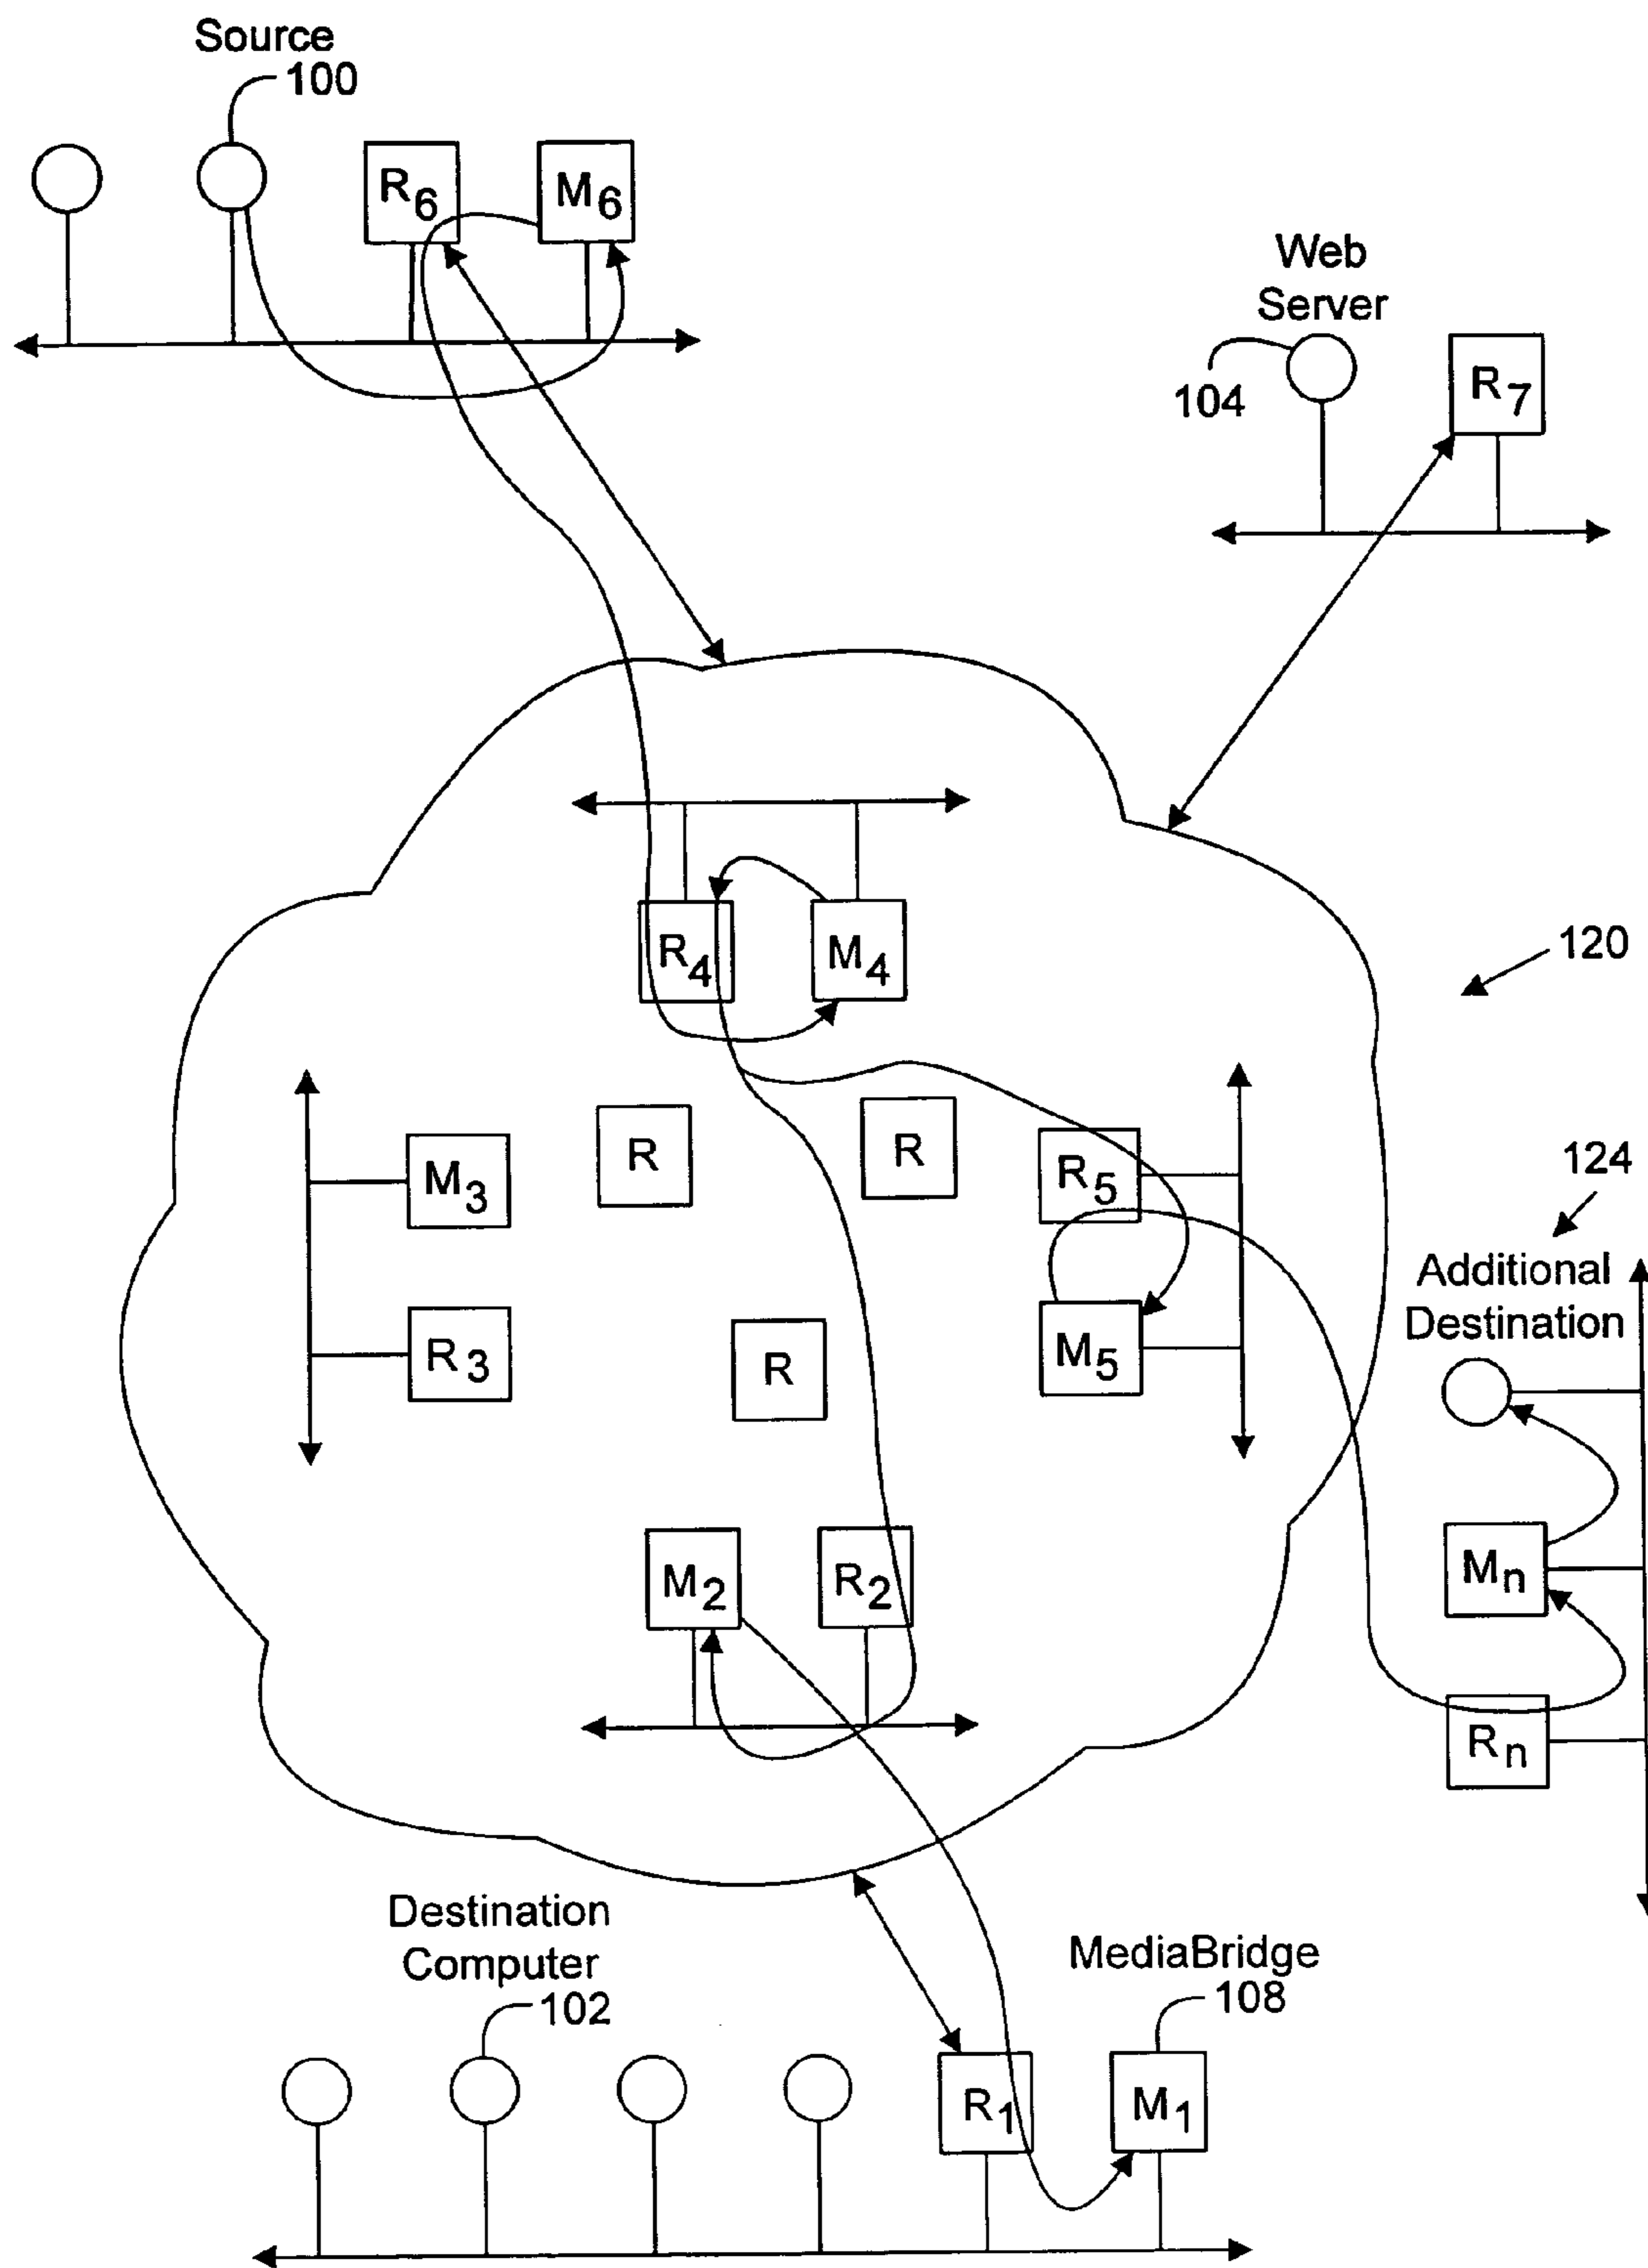 Source
100
R6
M6
Web
Server
104
R7
R4
M4
120
M3
R
R
R5
124
Additional
Destination
R3
R
M5
M2
R2
Mn
Rn
Destination
Computer
102
MediaBridge
108
R1
M1